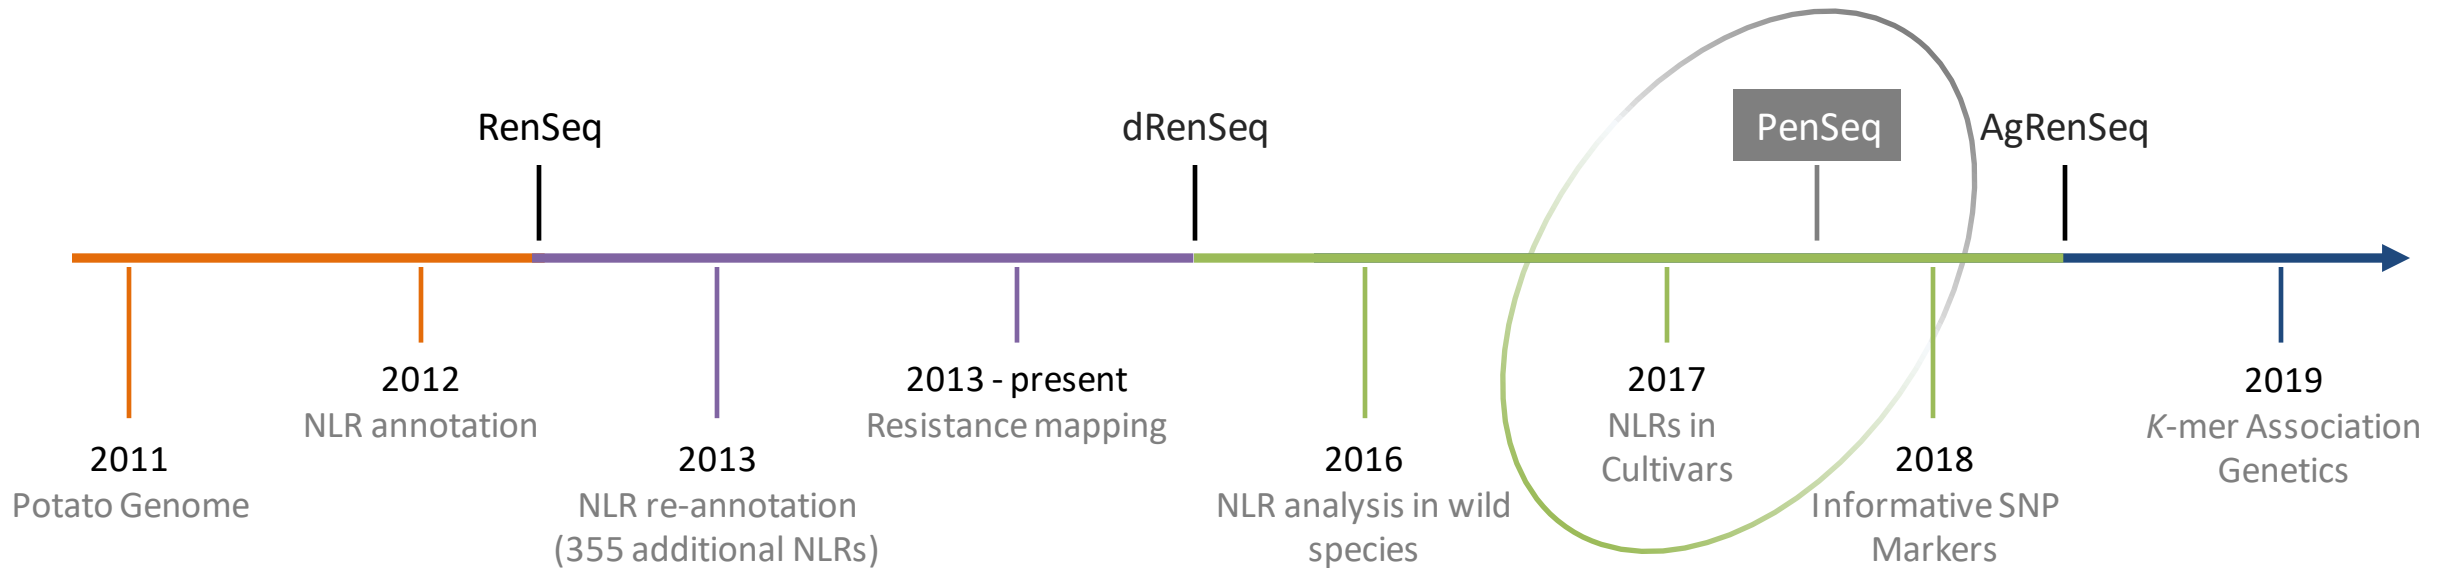 RenSeq
dRenSeq
PenSeq
AgRenSeq
2011
Potato Genome
2012
NLR annotation
2013
NLR re-annotation
(355 additional NLRs)
2013 - present
Resistance mapping
2016
NLR analysis in wild
species
2017
NLRs in
Cultivars
2018
Informative SNP
Markers
2019
K-mer Association
Genetics